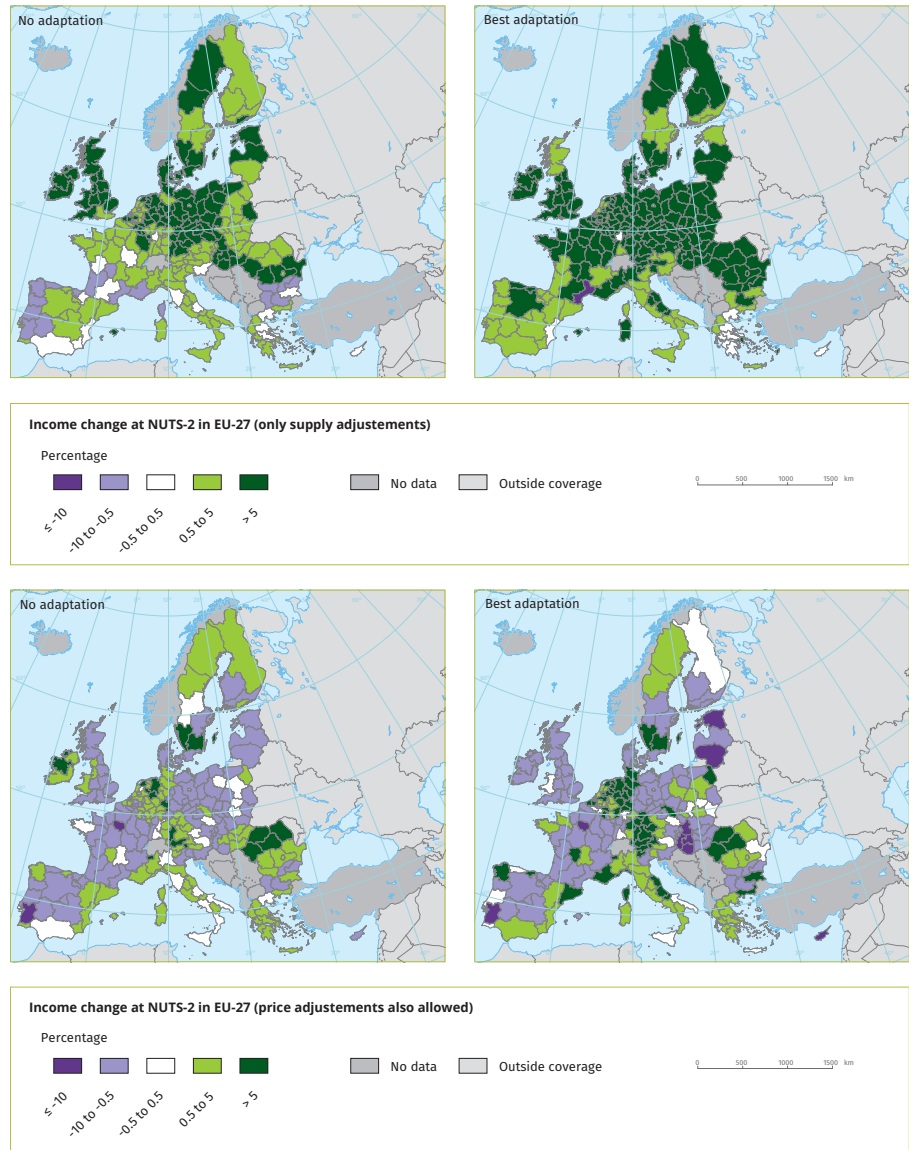 No adaptation
Best adaptation
Income change at NUTS-2 in EU-27 (only supply adjustements)
Percentage
≤ -10
-10 to -0.5
-0.5 to 0.5
0.5 to 5
> 5
No data
Outside coverage
0 500 1000 1500 km
No adaptation
Best adaptation
Income change at NUTS-2 in EU-27 (price adjustements also allowed)
Percentage
≤ -10
-10 to -0.5
-0.5 to 0.5
0.5 to 5
> 5
No data
Outside coverage
0 500 1000 1500 km